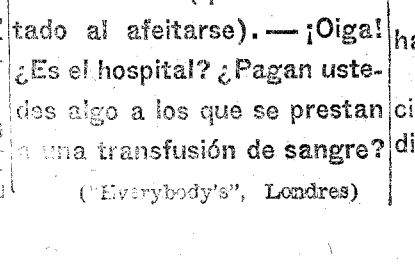 tado al afeitarse).—¡Oiga!
¿Es el hospital? ¿Pagan uste-
des algo a los que se prestan
a una transfusión de sangre?
("Everybody's", Londres)